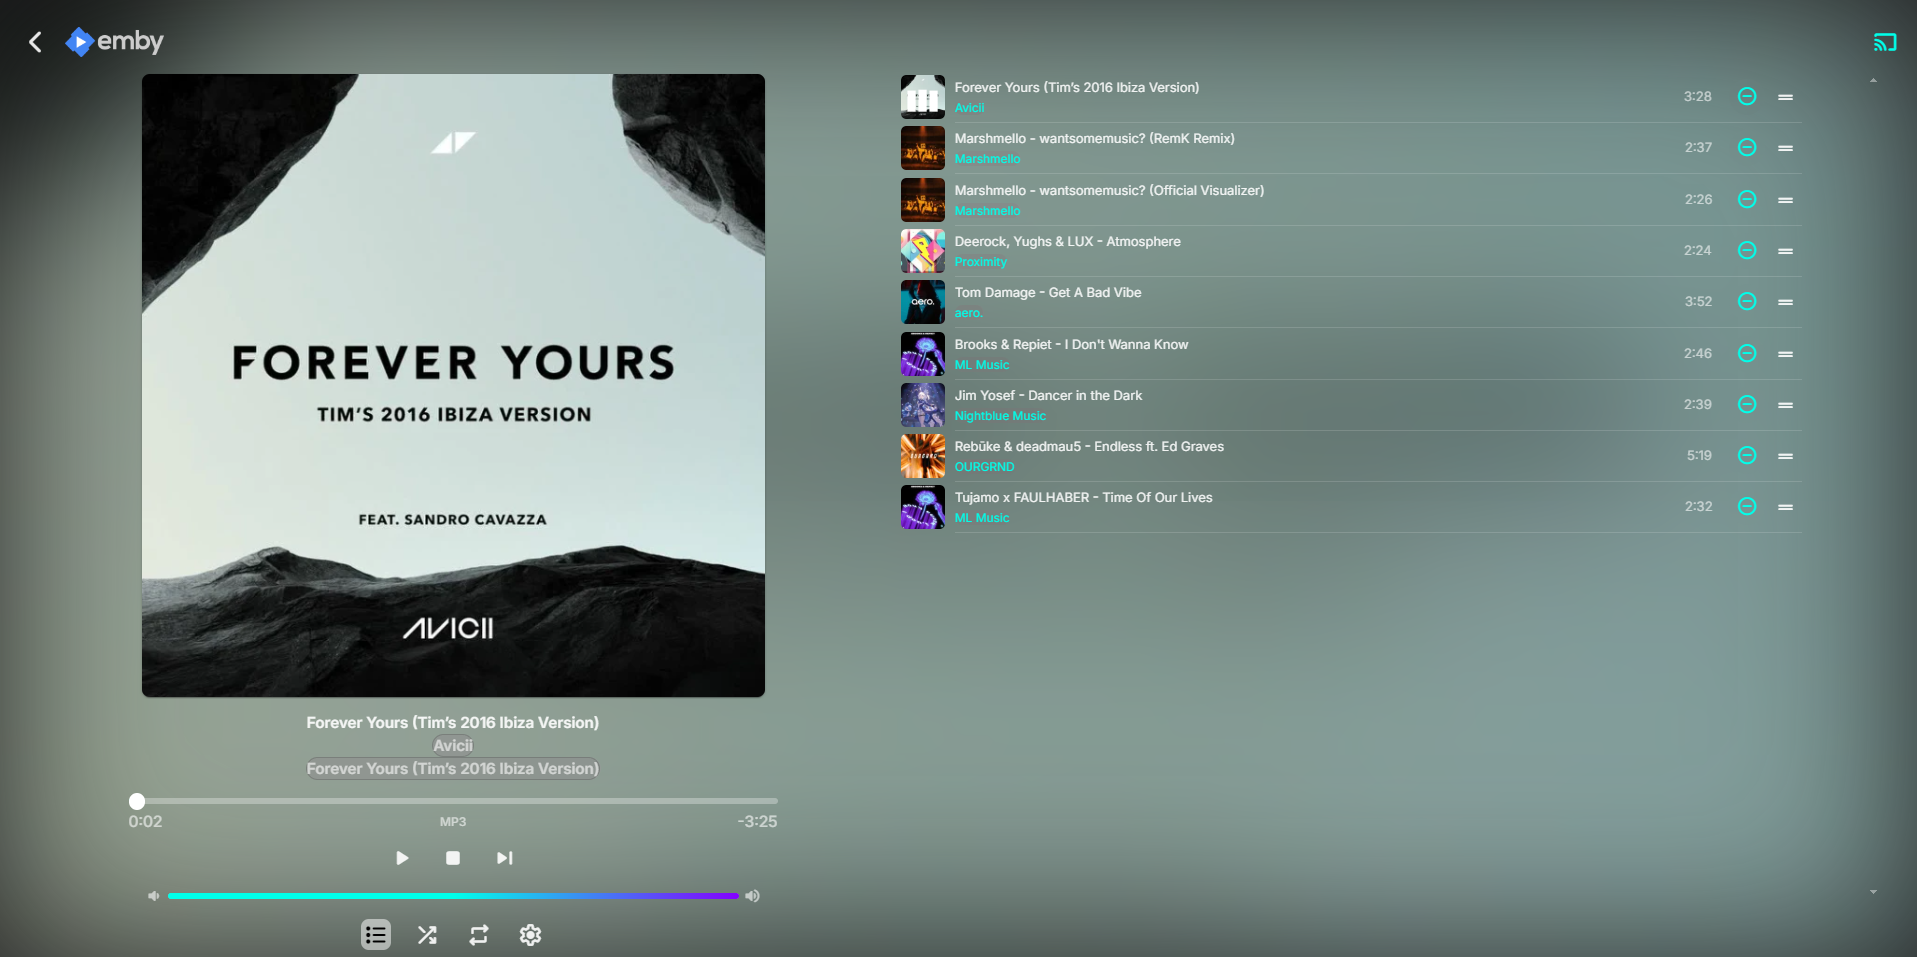 emby
FOREVER YOURS
TIM'S 2016 IBIZA VERSION
FEAT. SANDRO CAVAZZA
AVICII
Forever Yours (Tim's 2016 Ibiza Version)
Avicii
Forever Yours (Tim's 2016 Ibiza Version)
0:02 MP3 -3:25
Forever Yours (Tim's 2016 Ibiza Version)
Avicii
3:28
Marshmello - wantsomemusic? (RemK Remix)
Marshmello
2:37
Marshmello - wantsomemusic? (Official Visualizer)
Marshmello
2:26
Deerock, Yughs & LUX - Atmosphere
Proximity
2:24
aero.
Tom Damage - Get A Bad Vibe
aero.
3:52
Brooks & Repiet - I Don't Wanna Know
ML Music
2:46
Jim Yosef - Dancer in the Dark
Nightblue Music
2:39
Rebūke & deadmau5 - Endless ft. Ed Graves
OURGRND
5:19
Tujamo x FAULHABER - Time Of Our Lives
ML Music
2:32